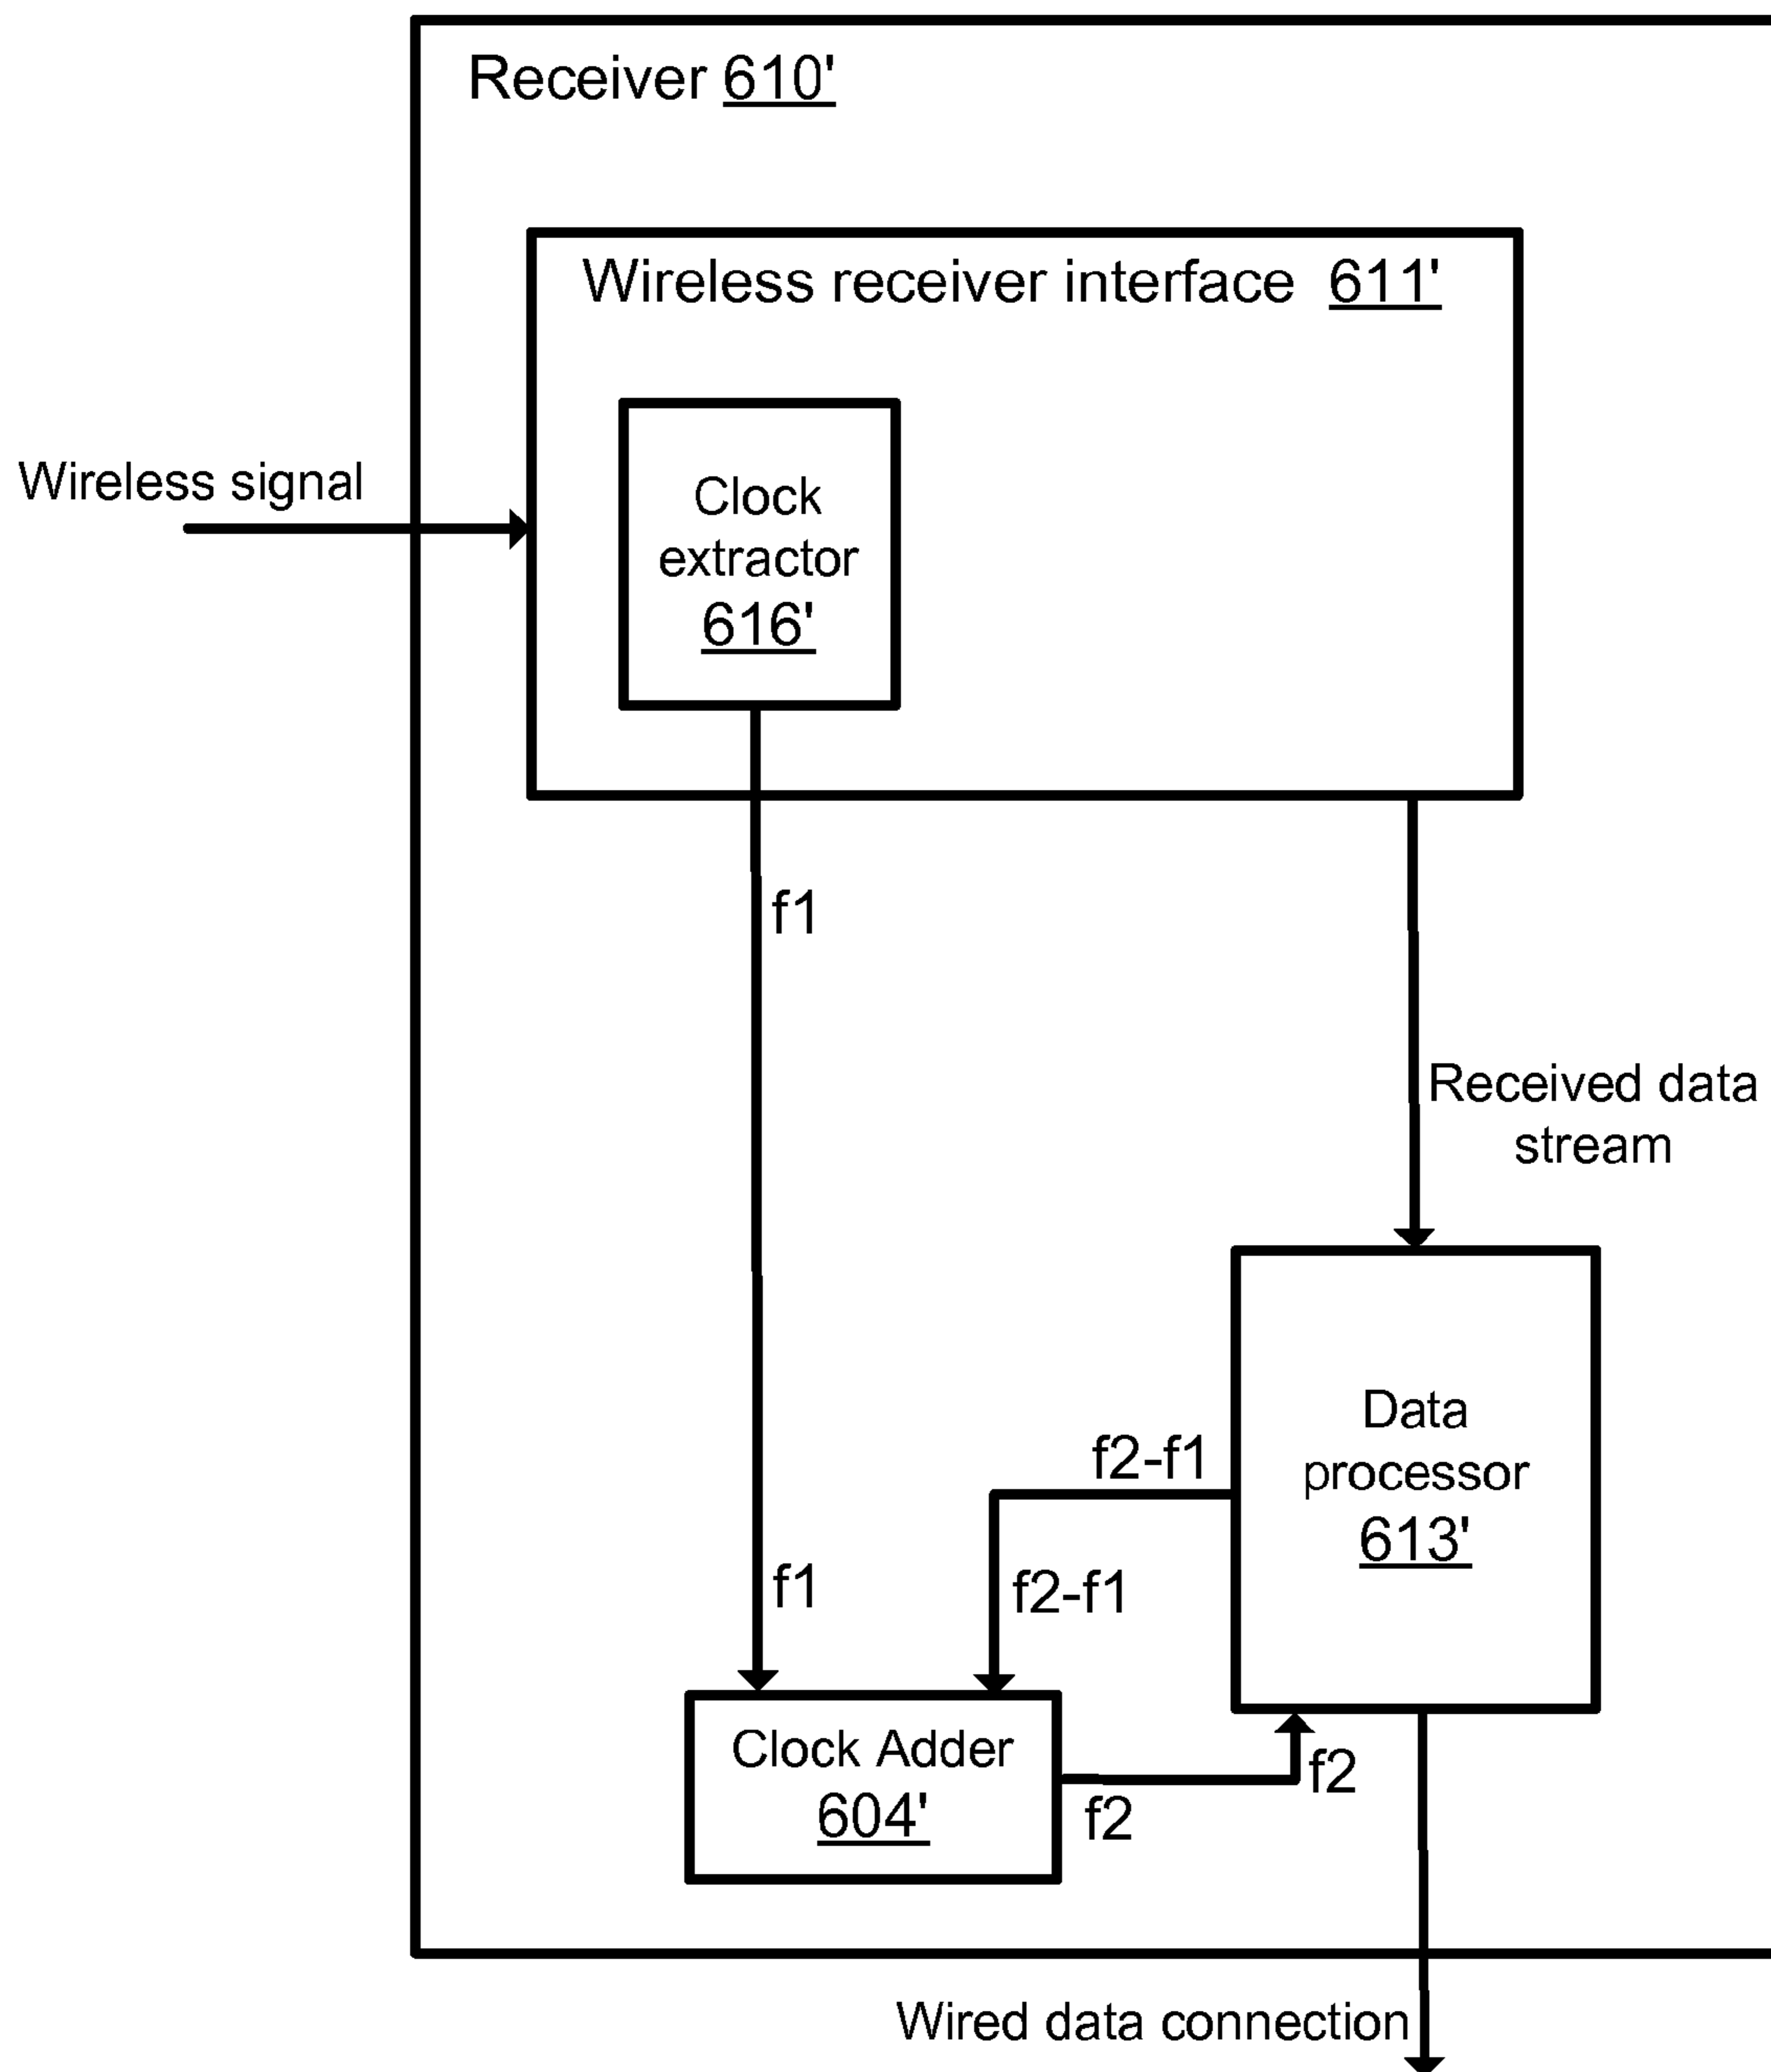 Receiver 610'
Wireless receiver interface 611'
Wireless signal
Clock
extractor
616'
f1
Received data
stream
Data
processor
613'
f2-f1
f1
f2-f1
Clock Adder
604'
f2
f2
Wired data connection